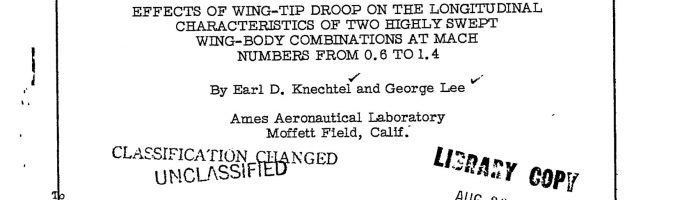 EFFECTS OF WING-TIP DROOP ON THE LONGITUDINAL
CHARACTERISTICS OF TWO HIGHLY SWEPT
WING-BODY COMBINATIONS AT MACH
NUMBERS FROM 0.6 TO 1.4
By Earl D. Knechtel and George Lee
Ames Aeronautical Laboratory
Moffett Field, Calif.
CLASSIFICATION CHANGED
UNCLASSIFIED
LIBRARY COPY
AUG
To